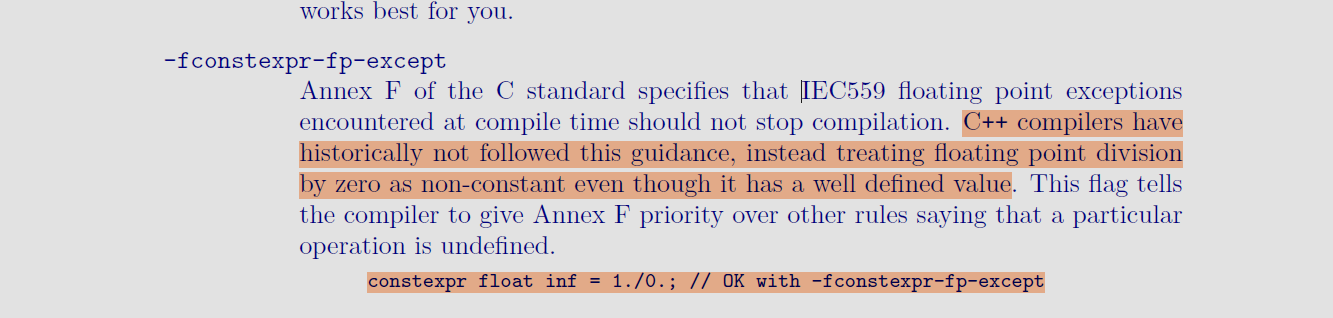 works best for you.
-fconstexpr-fp-except
Annex F of the C standard specifies that IEC559 floating point exceptions
encountered at compile time should not stop compilation. C++ compilers have
historically not followed this guidance, instead treating floating point division
by zero as non-constant even though it has a well defined value. This flag tells
the compiler to give Annex F priority over other rules saying that a particular
operation is undefined.
constexpr float inf = 1./0.; // OK with -fconstexpr-fp-except